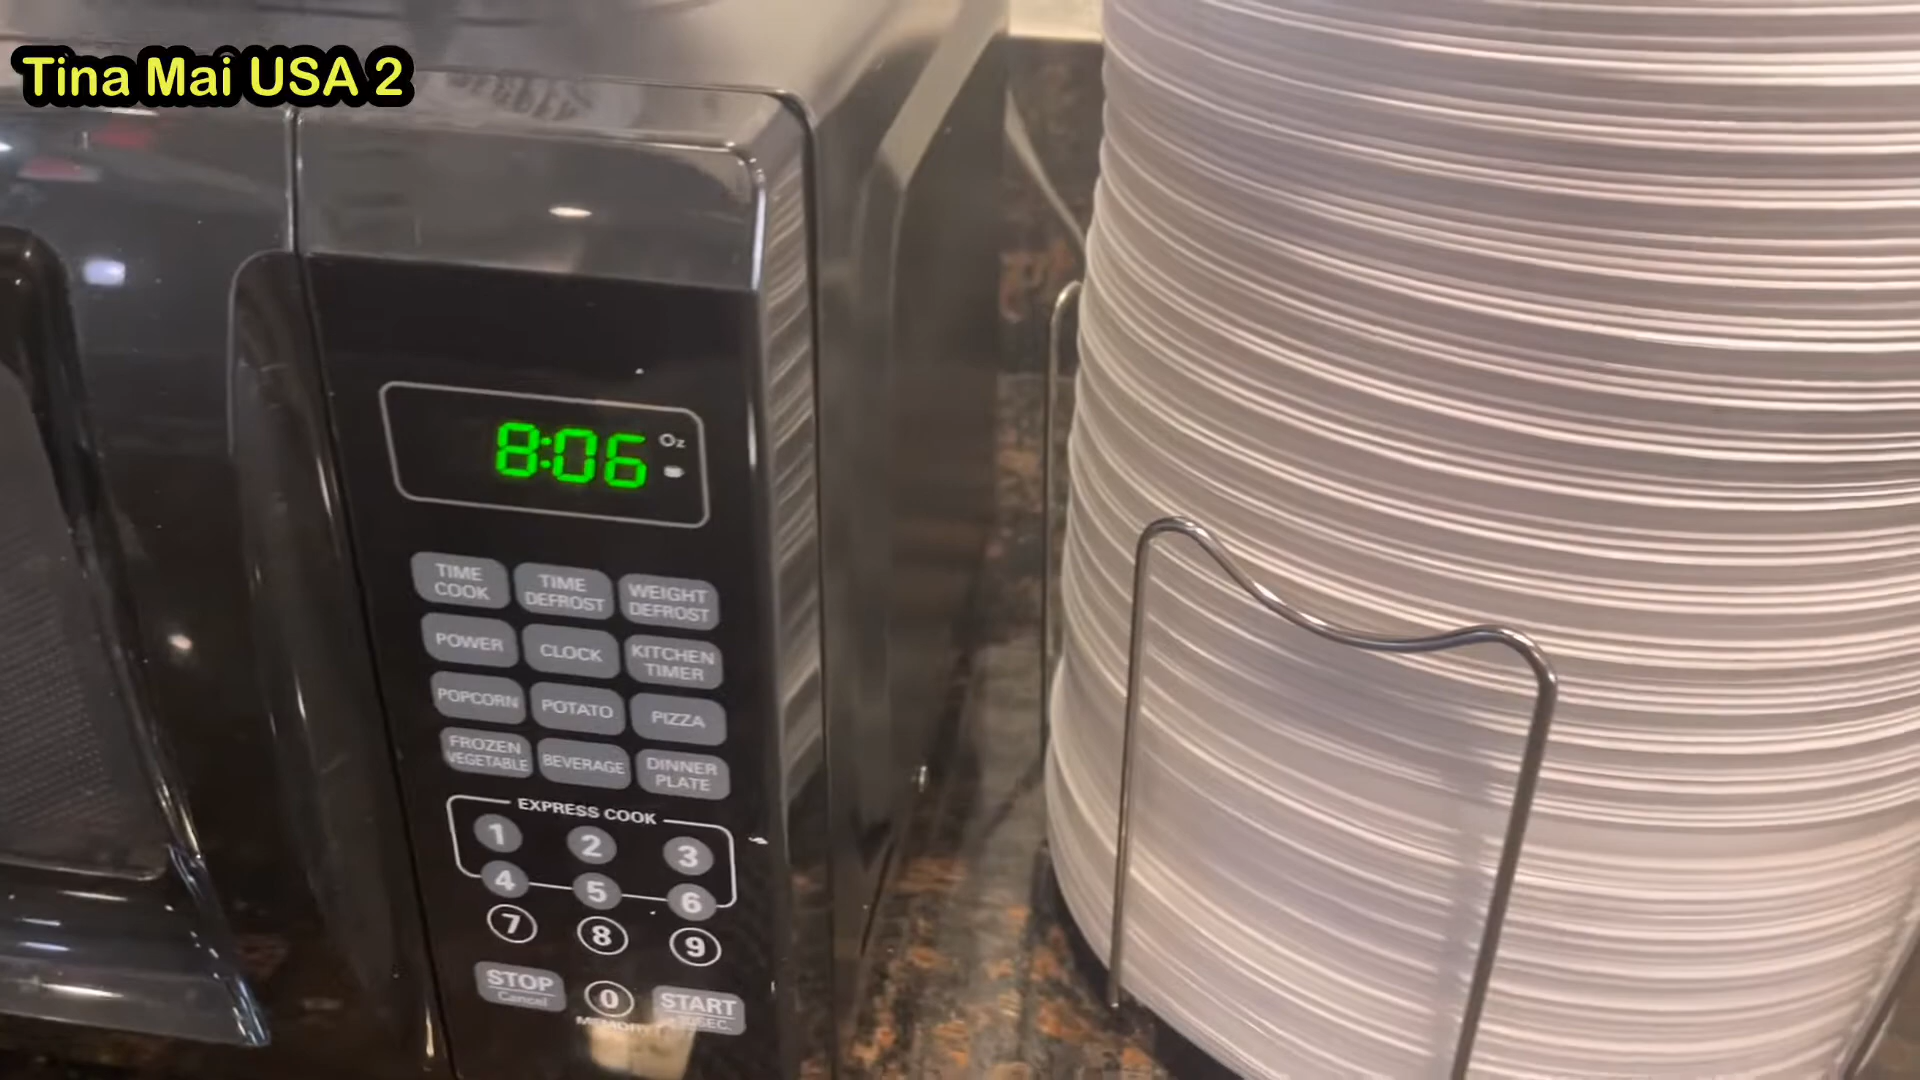 Tina Mai USA 2
8:06
Oz
TIME COOK
TIME DEFROST
WEIGHT DEFROST
POWER
CLOCK
KITCHEN TIMER
POPCORN
POTATO
PIZZA
FROZEN VEGETABLE
BEVERAGE
DINNER PLATE
EXPRESS COOK
1
2
3
4
5
6
7
8
9
STOP
Cancel
0
START
MEMORY